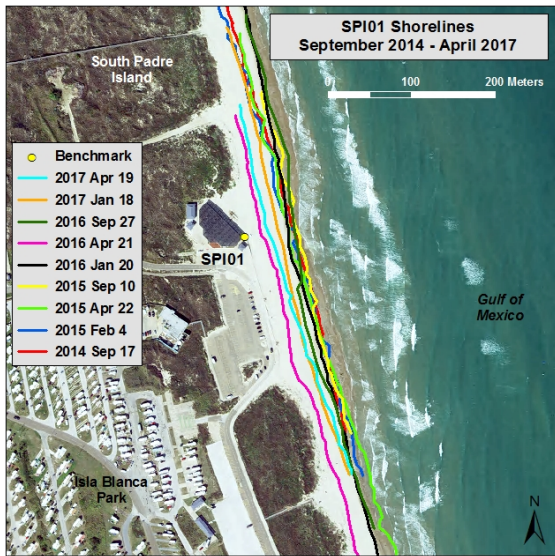 SPI01 Shorelines
September 2014 - April 2017
South Padre
Island
0
100
200 Meters
Benchmark
2017 Apr 19
2017 Jan 18
2016 Sep 27
2016 Apr 21
2016 Jan 20
2015 Sep 10
2015 Apr 22
2015 Feb 4
2014 Sep 17
SPI01
Gulf of
Mexico
Isla Blanca
Park
N